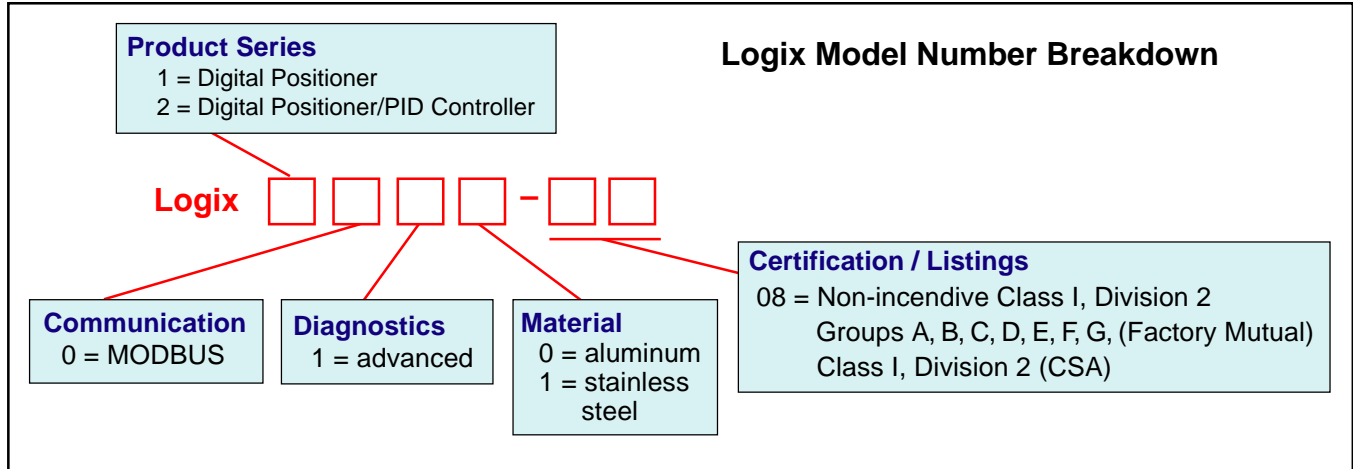 Logix Model Number Breakdown
Product Series
1 = Digital Positioner
2 = Digital Positioner/PID Controller
Logix –
Communication
0 = MODBUS
Diagnostics
1 = advanced
Material
0 = aluminum
1 = stainless
steel
Certification / Listings
08 = Non-incendive Class I, Division 2
Groups A, B, C, D, E, F, G, (Factory Mutual)
Class I, Division 2 (CSA)